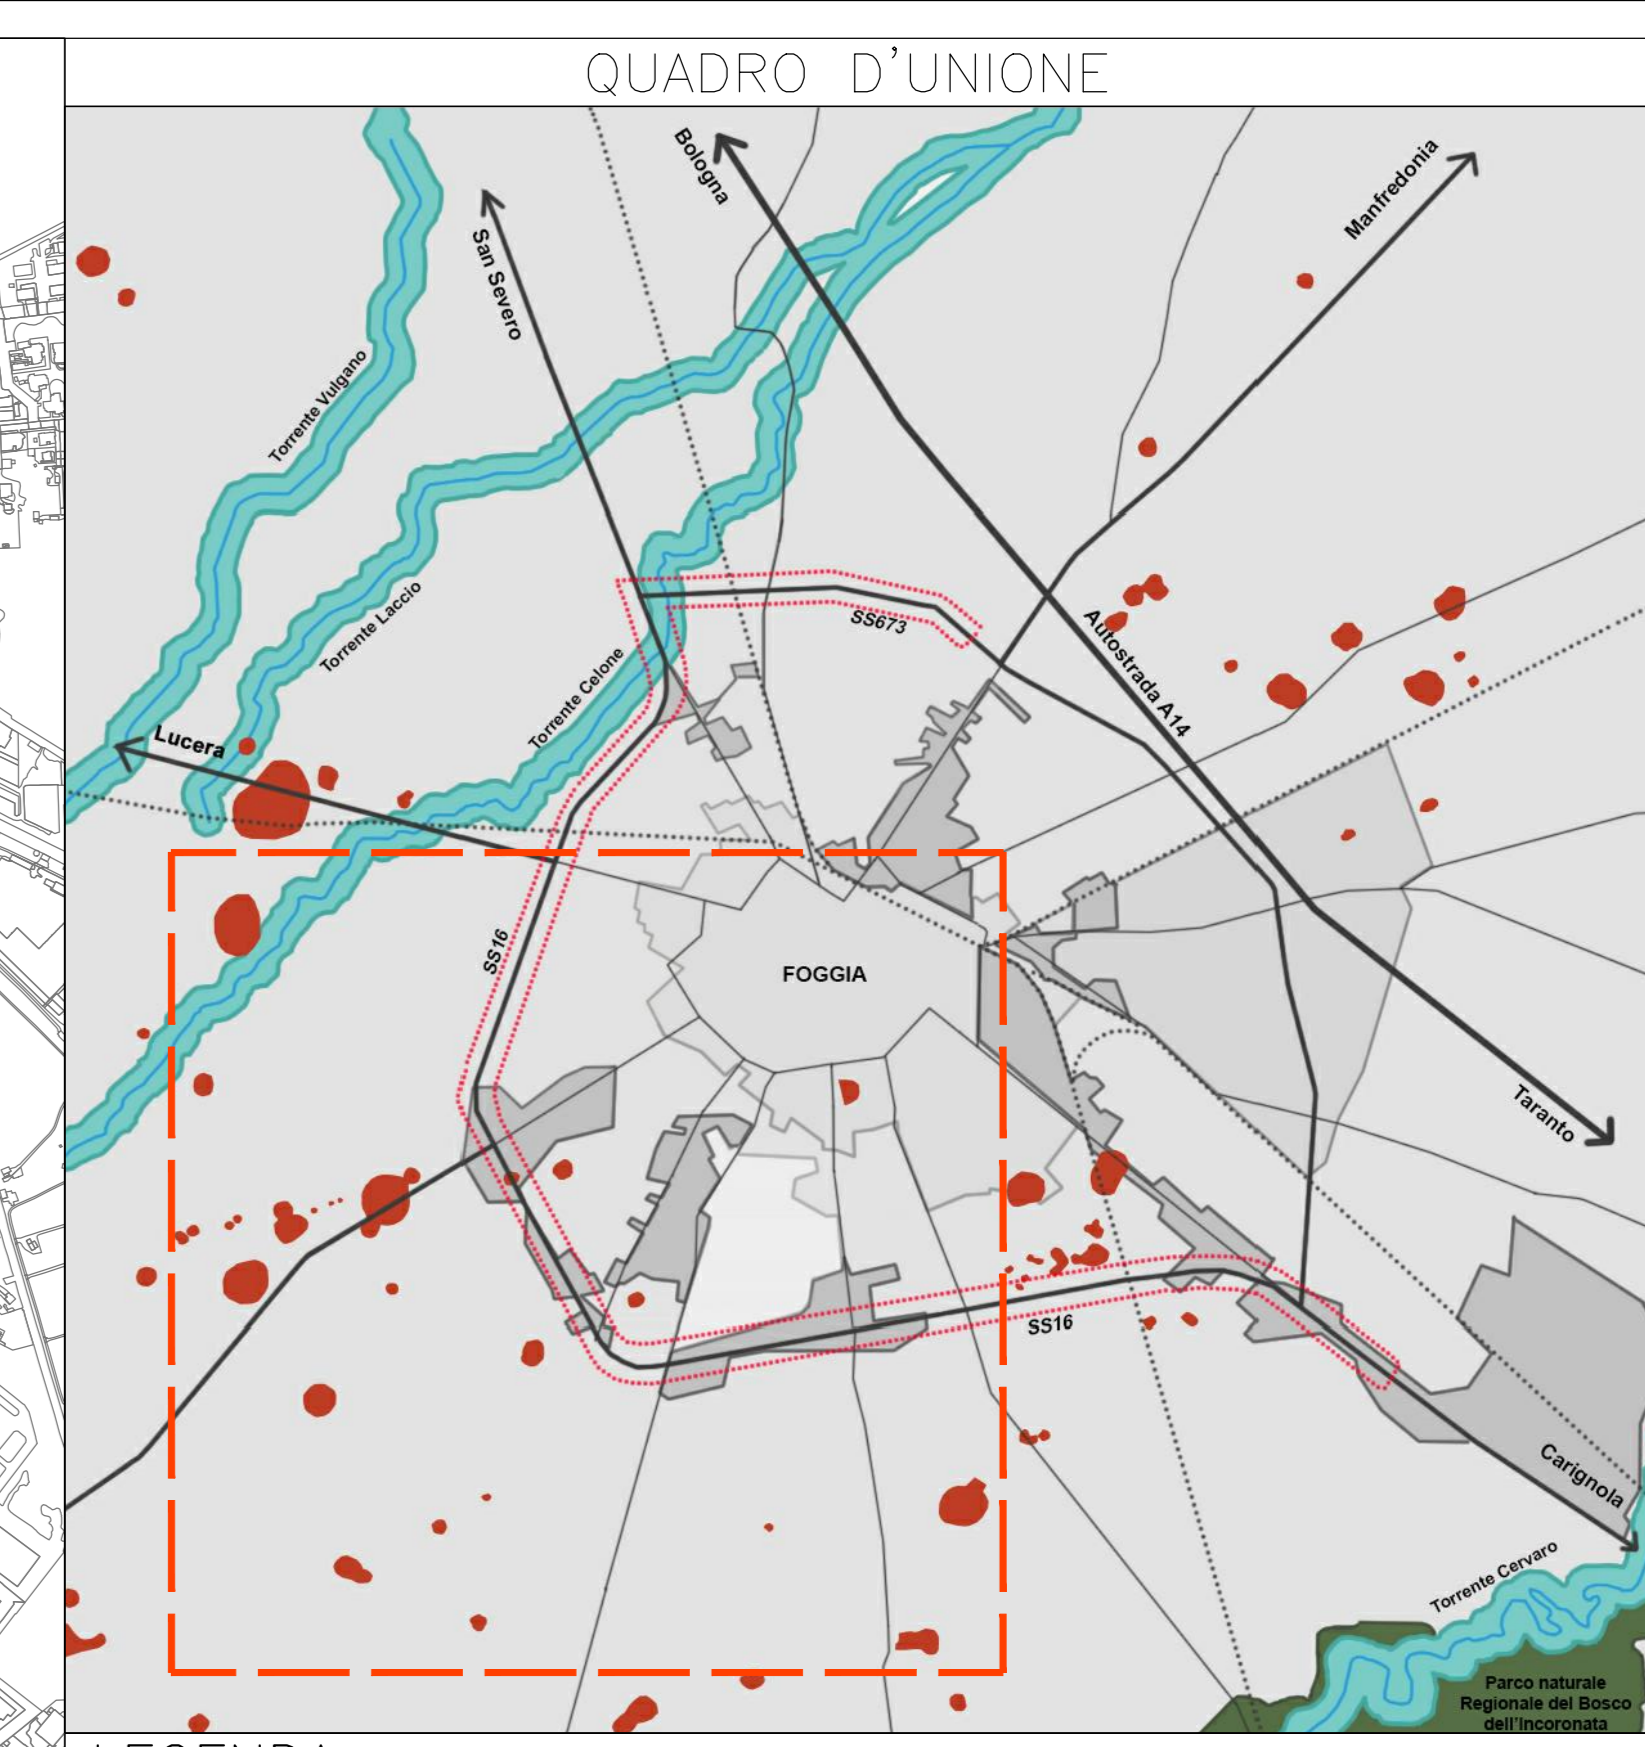 QUADRO D'UNIONE
Bologna
Manfredonia
San Severo
Torrente Vulgano
Torrente Laccio
SS673
Autostrada A14
Torrente Celone
Lucera
SS16
FOGGIA
Taranto
SS16
Carignola
Torrente Cervaro
Parco naturale
Regionale del Bosco
dell'Incoronata
LEGENDA